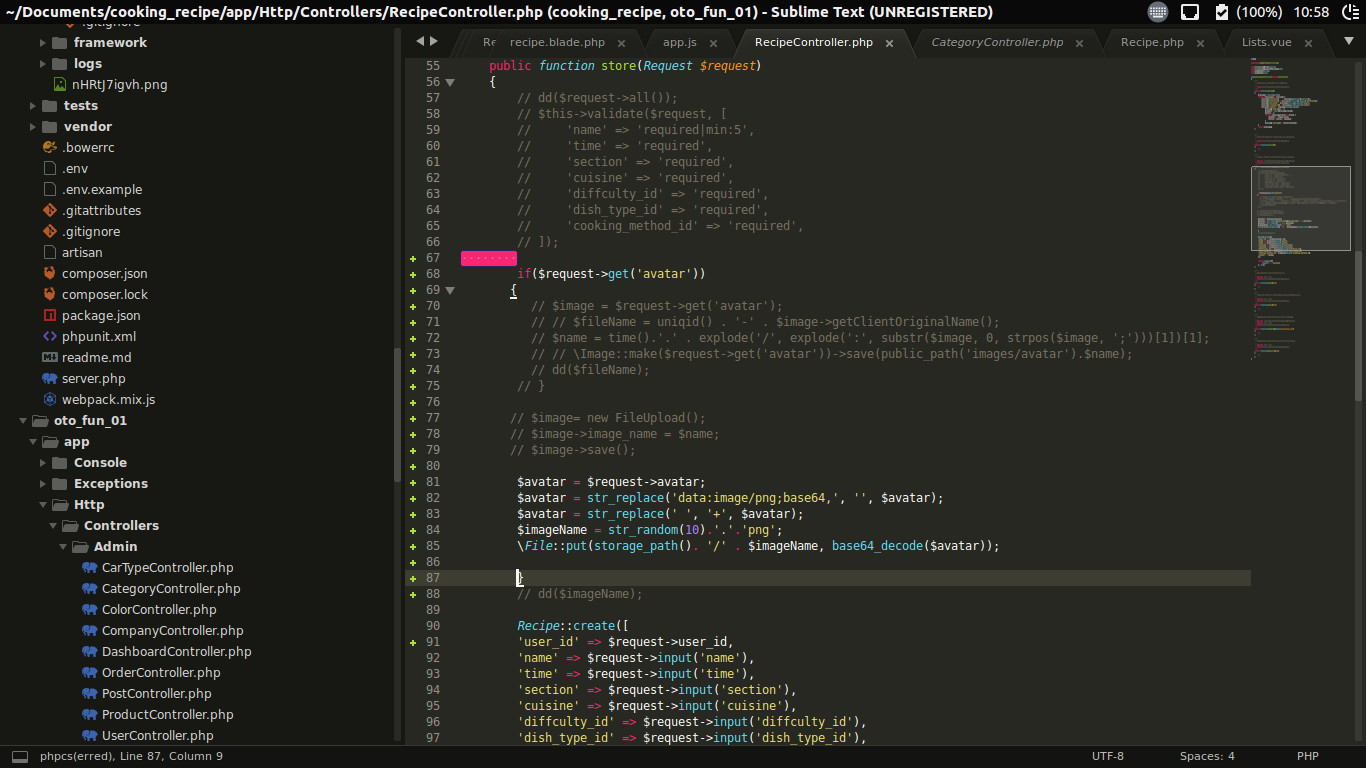 ~/Documents/cooking_recipe/app/Http/Controllers/RecipeController.php (cooking_recipe, oto_fun_01) - Sublime Text (UNREGISTERED)
(100%) 10:58
framework
logs
nHRtJ7igvh.png
tests
vendor
.bowerrc
.env
.env.example
.gitattributes
.gitignore
artisan
composer.json
composer.lock
package.json
phpunit.xml
readme.md
server.php
webpack.mix.js
oto_fun_01
app
Console
Exceptions
Http
Controllers
Admin
CarTypeController.php
CategoryController.php
ColorController.php
CompanyController.php
DashboardController.php
OrderController.php
PostController.php
ProductController.php
UserController.php
Re recipe.blade.php × app.js × RecipeController.php × CategoryController.php × Recipe.php × Lists.vue ×
55 public function store(Request $request)
56 {
57 // dd($request->all());
58 // $this->validate($request, [
59 // 'name' => 'required|min:5',
60 // 'time' => 'required',
61 // 'section' => 'required',
62 // 'cuisine' => 'required',
63 // 'diffculty_id' => 'required',
64 // 'dish_type_id' => 'required',
65 // 'cooking_method_id' => 'required',
66 // ]);
67
68 if($request->get('avatar'))
69 {
70 // $image = $request->get('avatar');
71 // // $fileName = uniqid() . '-' . $image->getClientOriginalName();
72 // $name = time().'.' . explode('/', explode(':', substr($image, 0, strpos($image, ';')))[1])[1];
73 // // \Image::make($request->get('avatar'))->save(public_path('images/avatar').$name);
74 // dd($fileName);
75 // }
76
77 // $image= new FileUpload();
78 // $image->image_name = $name;
79 // $image->save();
80
81 $avatar = $request->avatar;
82 $avatar = str_replace('data:image/png;base64,', '', $avatar);
83 $avatar = str_replace(' ', '+', $avatar);
84 $imageName = str_random(10).'.'.'png';
85 \File::put(storage_path(). '/' . $imageName, base64_decode($avatar));
86
87 }
88 // dd($imageName);
89
90 Recipe::create([
91 'user_id' => $request->user_id,
92 'name' => $request->input('name'),
93 'time' => $request->input('time'),
94 'section' => $request->input('section'),
95 'cuisine' => $request->input('cuisine'),
96 'diffculty_id' => $request->input('diffculty_id'),
97 'dish_type_id' => $request->input('dish_type_id'),
phpcs(erred), Line 87, Column 9
UTF-8 Spaces: 4 PHP